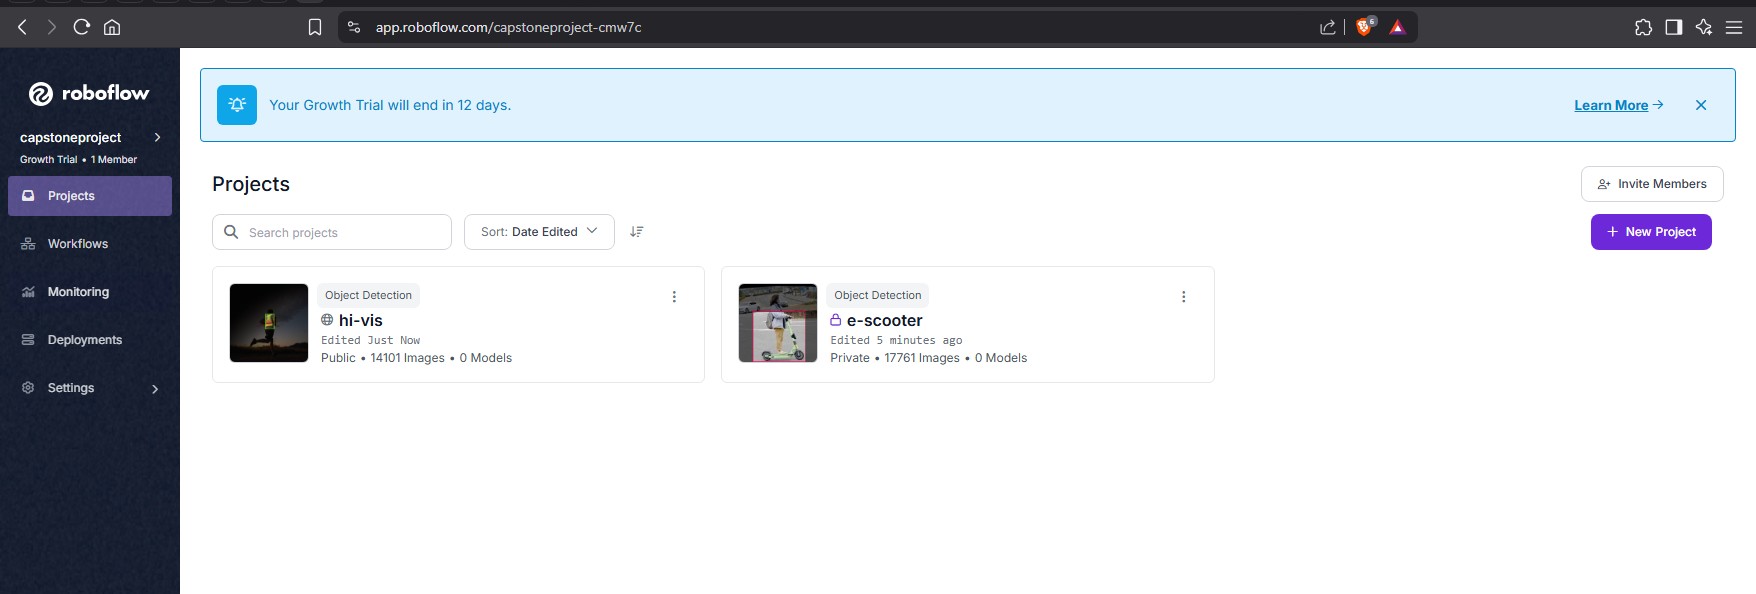 app.roboflow.com/capstoneproject-cmw7c
6
roboflow
capstoneproject
Growth Trial • 1 Member
Projects
Workflows
Monitoring
Deployments
Settings
Your Growth Trial will end in 12 days.
Learn More
Projects
Invite Members
Search projects
Sort: Date Edited
New Project
Object Detection
hi-vis
Edited Just Now
Public • 14101 Images • 0 Models
Object Detection
e-scooter
Edited 5 minutes ago
Private • 17761 Images • 0 Models